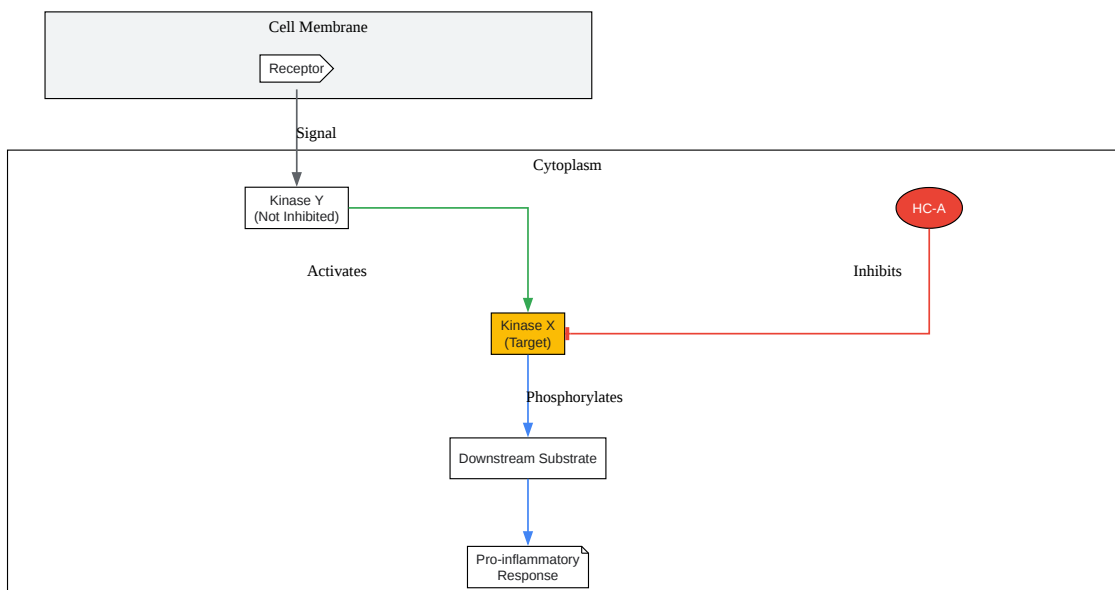 Cell Membrane
Receptor
Signal
Cytoplasm
Kinase Y
(Not Inhibited)
HC-A
Activates
Inhibits
Kinase X
(Target)
Phosphorylates
Downstream Substrate
Pro-inflammatory
Response